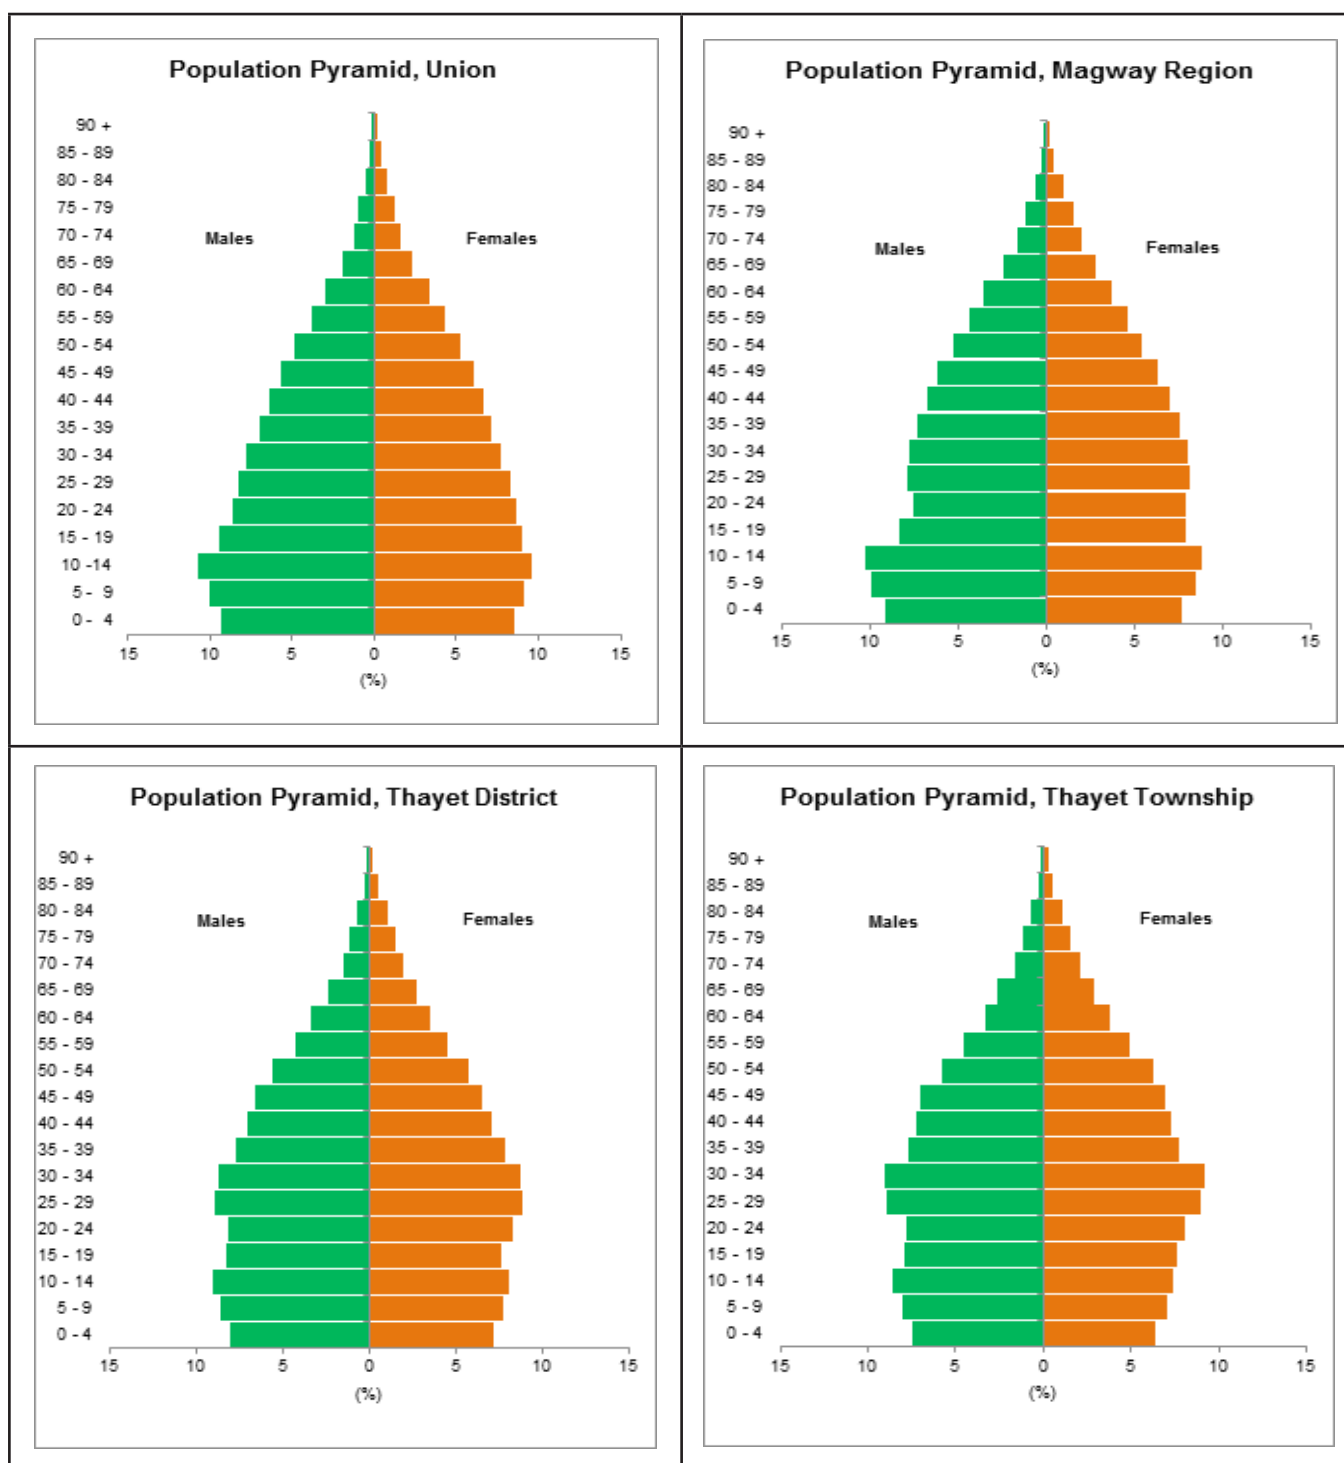 Population Pyramid, Union
90 +
85 - 89
80 - 84
75 - 79
70 - 74
65 - 69
60 - 64
55 - 59
50 - 54
45 - 49
40 - 44
35 - 39
30 - 34
25 - 29
20 - 24
15 - 19
10 -14
5 - 9
0 - 4
Males
Females
15 10 5 0 5 10 15
(%)
Population Pyramid, Magway Region
90 +
85 - 89
80 - 84
75 - 79
70 - 74
65 - 69
60 - 64
55 - 59
50 - 54
45 - 49
40 - 44
35 - 39
30 - 34
25 - 29
20 - 24
15 - 19
10 - 14
5 - 9
0 - 4
Males
Females
15 10 5 0 5 10 15
(%)
Population Pyramid, Thayet District
90 +
85 - 89
80 - 84
75 - 79
70 - 74
65 - 69
60 - 64
55 - 59
50 - 54
45 - 49
40 - 44
35 - 39
30 - 34
25 - 29
20 - 24
15 - 19
10 - 14
5 - 9
0 - 4
Males
Females
15 10 5 0 5 10 15
(%)
Population Pyramid, Thayet Township
90 +
85 - 89
80 - 84
75 - 79
70 - 74
65 - 69
60 - 64
55 - 59
50 - 54
45 - 49
40 - 44
35 - 39
30 - 34
25 - 29
20 - 24
15 - 19
10 - 14
5 - 9
0 - 4
Males
Females
15 10 5 0 5 10 15
(%)